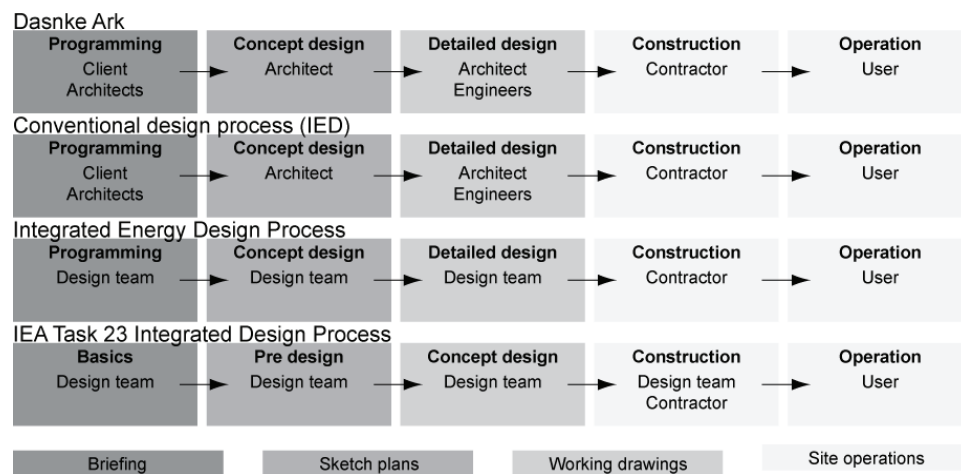 Dasnke Ark
Programming Concept design Detailed design Construction Operation
Client Architect Architect Contractor User
Architects Engineers
Conventional design process (IED)
Programming Concept design Detailed design Construction Operation
Client Architect Architect Contractor User
Architects Engineers
Integrated Energy Design Process
Programming Concept design Detailed design Construction Operation
Design team Design team Design team Contractor User
IEA Task 23 Integrated Design Process
Basics Pre design Concept design Construction Operation
Design team Design team Design team Design team User
Contractor
Briefing Sketch plans Working drawings Site operations